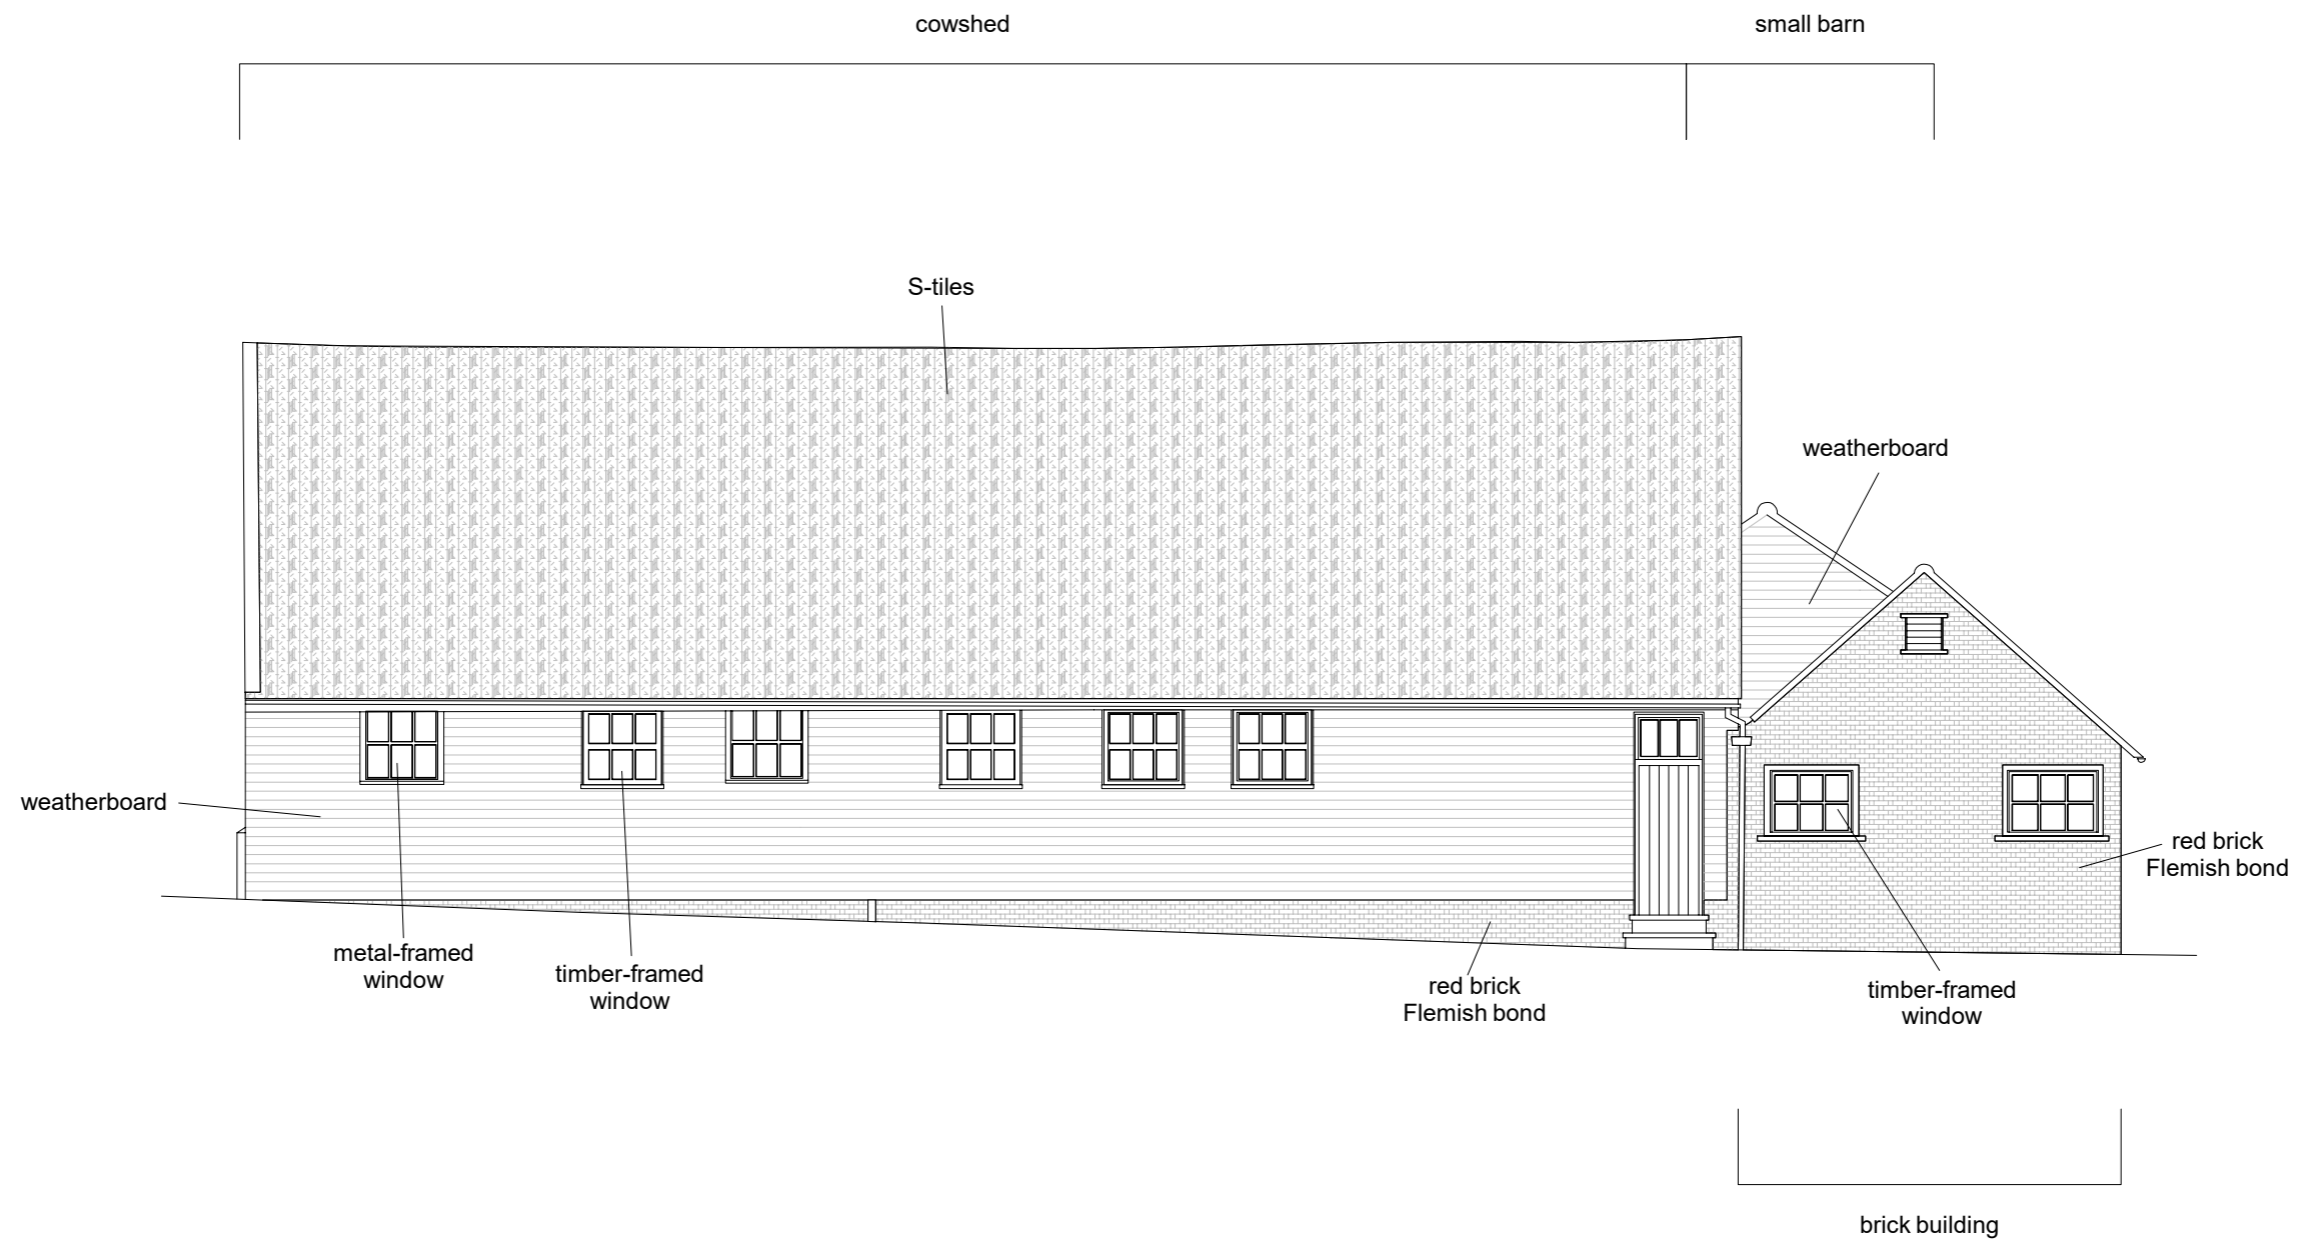 cowshed
small barn
S-tiles
weatherboard
weatherboard
red brick
Flemish bond
metal-framed
window
timber-framed
window
red brick
Flemish bond
timber-framed
window
brick building